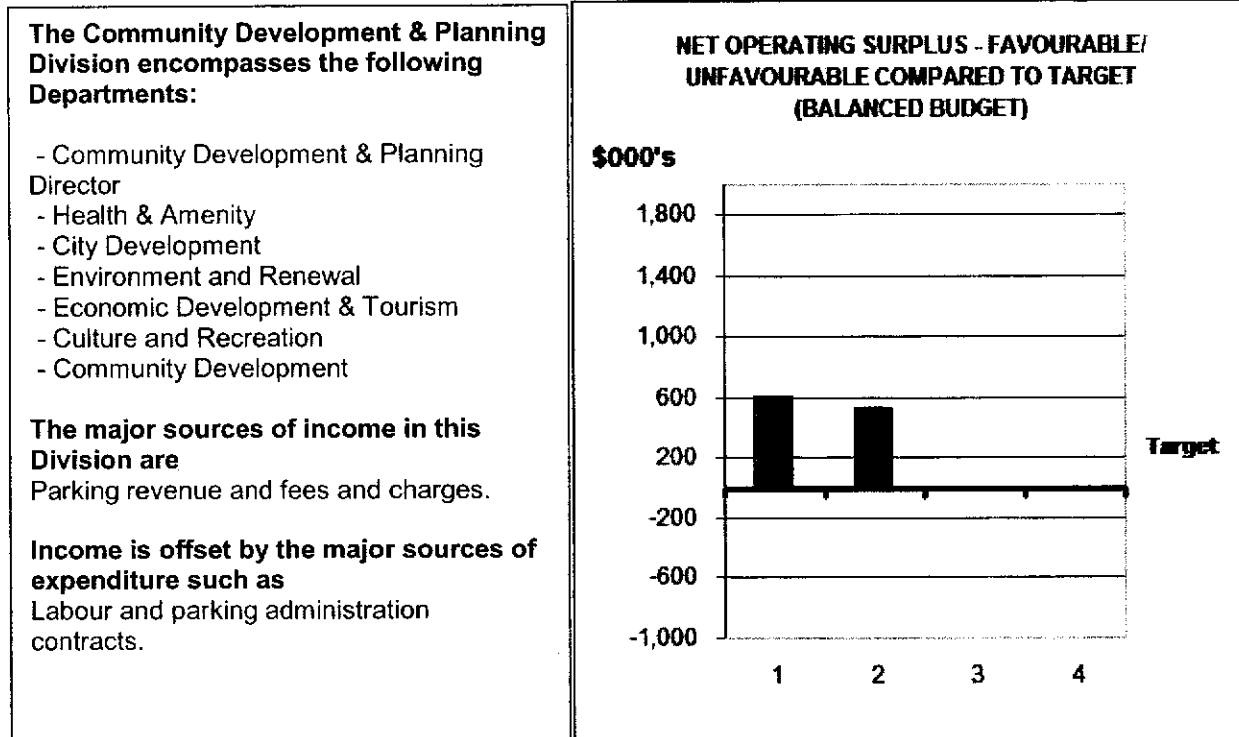 The Community Development & Planning
Division encompasses the following
Departments:
- Community Development & Planning
Director
- Health & Amenity
- City Development
- Environment and Renewal
- Economic Development & Tourism
- Culture and Recreation
- Community Development
The major sources of income in this
Division are
Parking revenue and fees and charges.
Income is offset by the major sources of
expenditure such as
Labour and parking administration
contracts.
NET OPERATING SURPLUS - FAVOURABLE/
UNFAVOURABLE COMPARED TO TARGET
(BALANCED BUDGET)
$000's
1,800
1,400
1,000
600
200
-200
-600
-1,000
Target
1 2 3 4